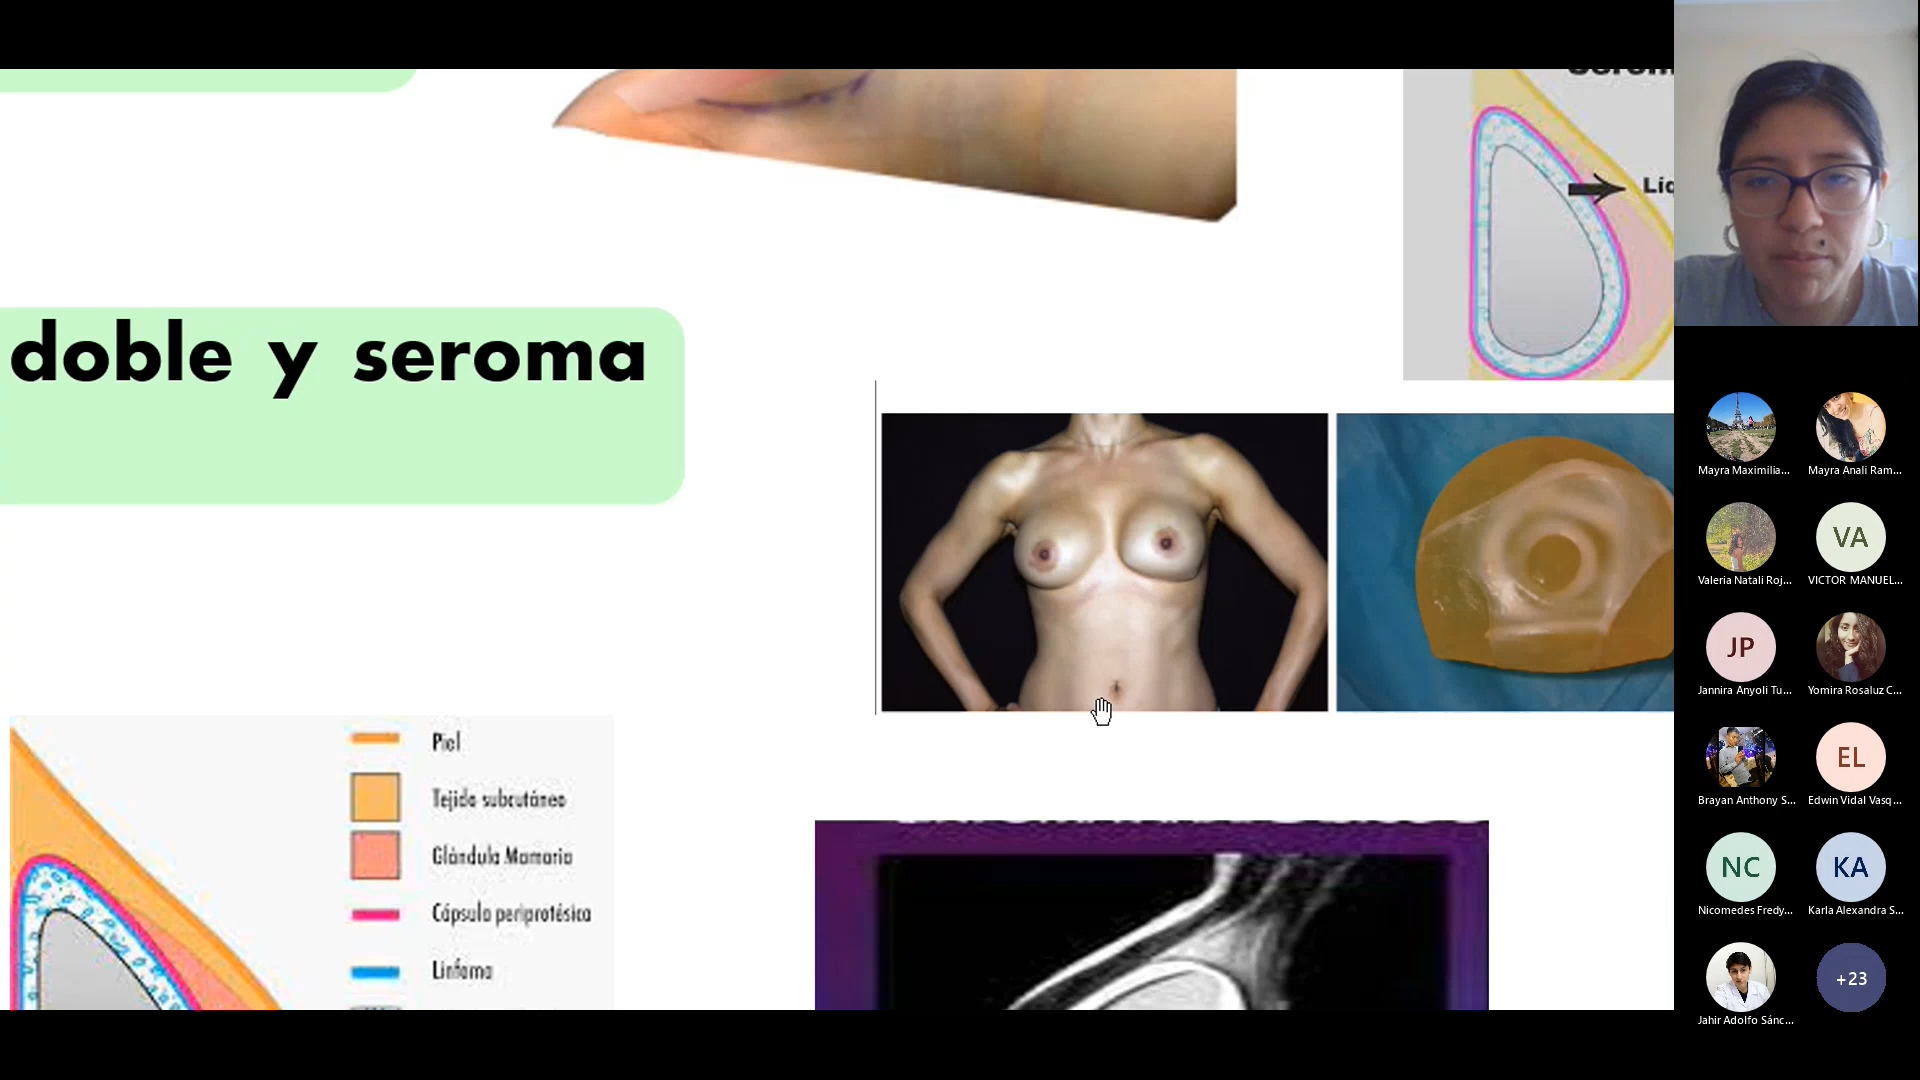 doble y seroma
Piel
Tejido subcutáneo
Glándula Mamaria
Cápsula periprotésica
Linfoma
Mayra Maximilia...
Mayra Anali Ram...
Valeria Natali Roj...
VA
VICTOR MANUEL...
JP
Jannira Anyoli Tu...
Yomira Rosaluz C...
Brayan Anthony S...
EL
Edwin Vidal Vasq...
NC
Nicomedes Fredy...
KA
Karla Alexandra S...
Jahir Adolfo Sánc...
+23